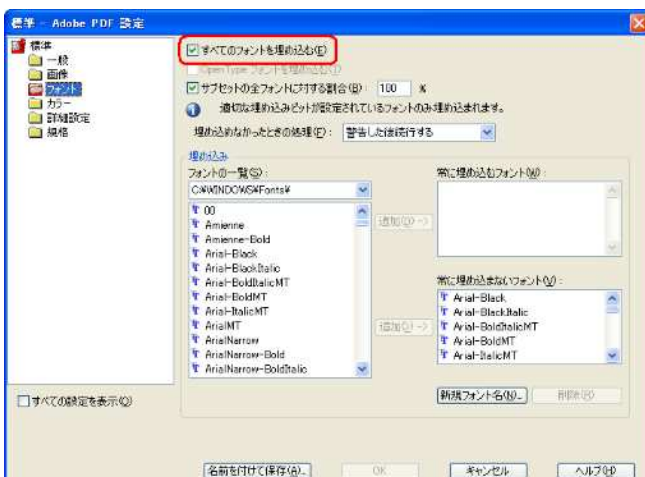 標準 - Adobe PDF 設定
標準
一般
画像
フォント
カラー
詳細設定
規格
すべての設定を表示(O)
すべてのフォントを埋め込む(E)
OpenType フォントを埋め込む(T)
サブセットの全フォントに対する割合(B): 100 %
適切な埋め込みビットが設定されているフォントのみ埋め込まれます。
埋め込めなかったときの処理(F): 警告した後続行する
埋め込み
フォントの一覧(S):
C:¥WINDOWS¥Fonts¥
00
Amienne
Amienne-Bold
Arial-Black
Arial-BlackItalic
Arial-BoldItalicMT
Arial-BoldMT
Arial-ItalicMT
ArialMT
ArialNarrow
ArialNarrow-Bold
ArialNarrow-BoldItalic
追加(D) ->
追加(L) ->
常に埋め込むフォント(W):
常に埋め込まないフォント(V):
Arial-Black
Arial-BlackItalic
Arial-BoldItalicMT
Arial-BoldMT
Arial-ItalicMT
新規フォント名(N)...
削除(R)
名前を付けて保存(A)...
OK
キャンセル
ヘルプ(H)